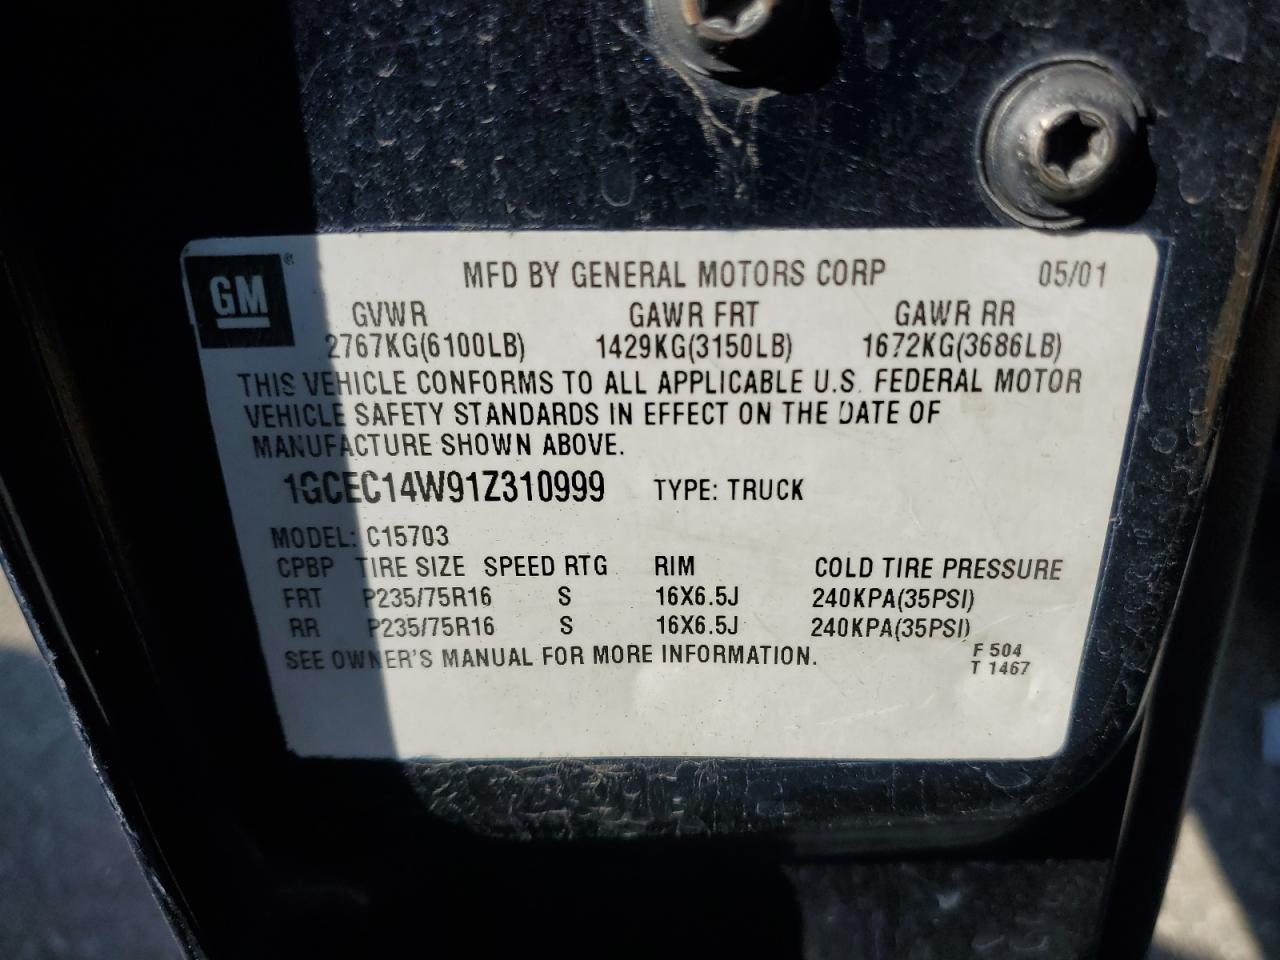 GM ® MFD BY GENERAL MOTORS CORP 05/01
GVWR GAWR FRT GAWR RR
2767KG(6100LB) 1429KG(3150LB) 1672KG(3686LB)
THIS VEHICLE CONFORMS TO ALL APPLICABLE U.S. FEDERAL MOTOR
VEHICLE SAFETY STANDARDS IN EFFECT ON THE DATE OF
MANUFACTURE SHOWN ABOVE.
1GCEC14W91Z310999 TYPE: TRUCK
MODEL: C15703
CPBP TIRE SIZE SPEED RTG RIM COLD TIRE PRESSURE
FRT P235/75R16 S 16X6.5J 240KPA(35PSI)
RR P235/75R16 S 16X6.5J 240KPA(35PSI)
SEE OWNER'S MANUAL FOR MORE INFORMATION. F 504
T 1467